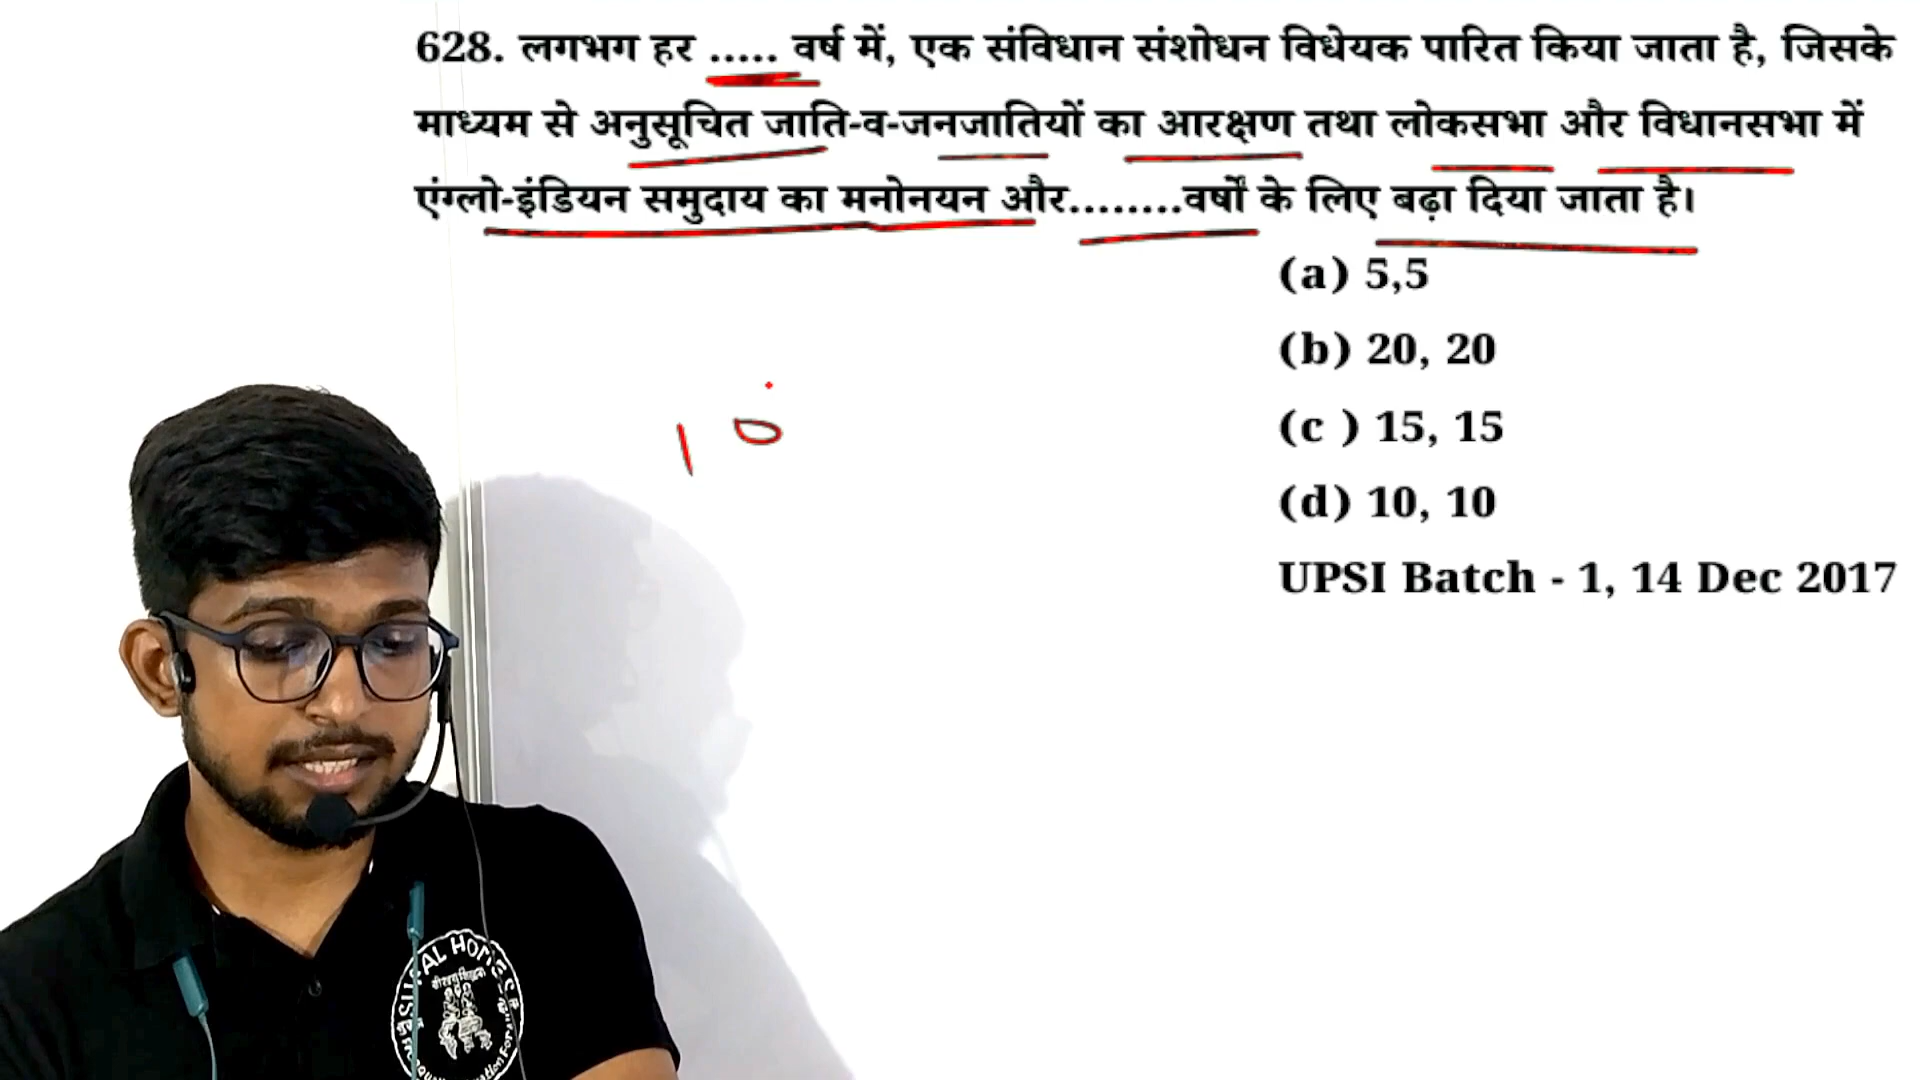 628. लगभग हर ..... वर्ष में, एक संविधान संशोधन विधेयक पारित किया जाता है, जिसके
माध्यम से अनुसूचित जाति-व-जनजातियों का आरक्षण तथा लोकसभा और विधानसभा में
एंग्लो-इंडियन समुदाय का मनोनयन और........वर्षों के लिए बढ़ा दिया जाता है।
(a) 5,5
(b) 20, 20
(c ) 15, 15
(d) 10, 10
UPSI Batch - 1, 14 Dec 2017
10